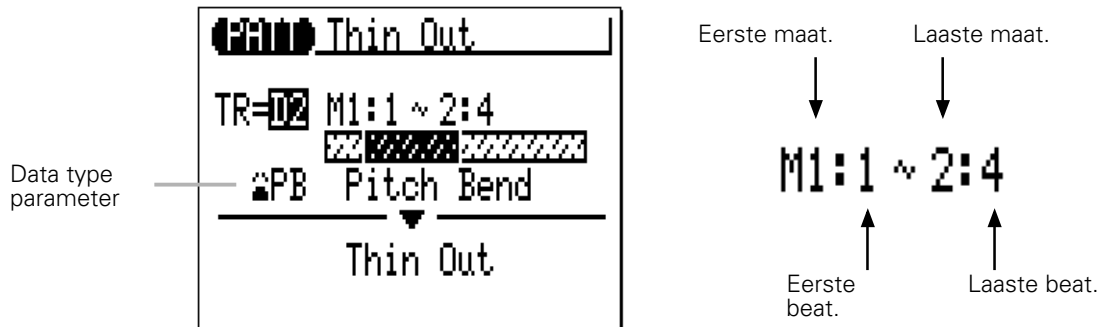 PATT Thin Out
TR=D2 M1:1 ~ 2:4
PB Pitch Bend
Thin Out
Data type
parameter
Eerste maat.
Laaste maat.
M1:1 ~ 2:4
Eerste
beat.
Laaste beat.